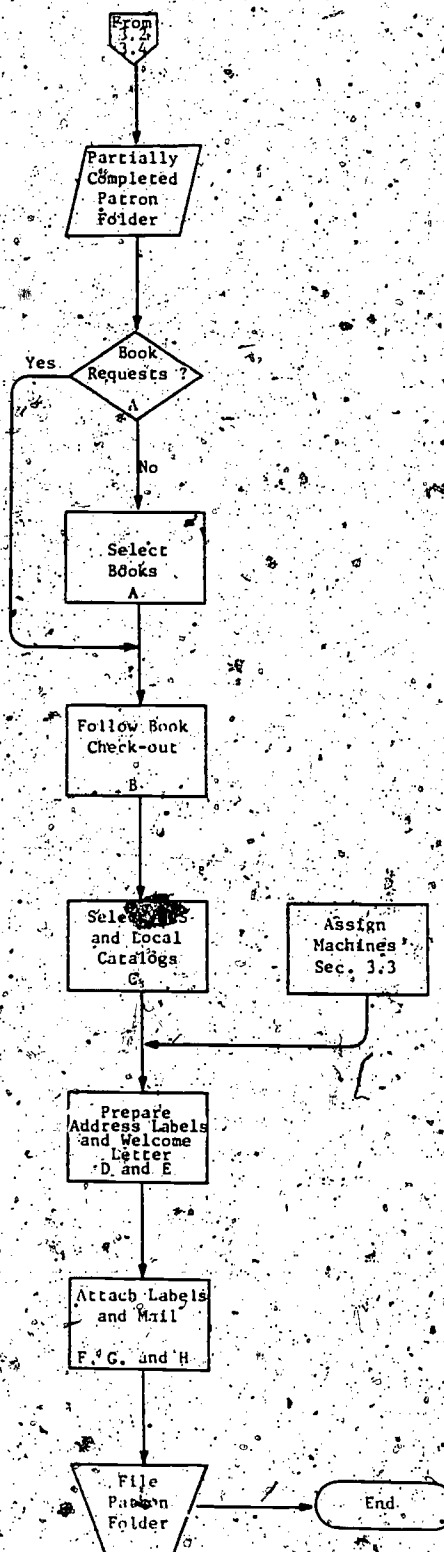 From
3.2
3.4
Partially
Completed
Patron
Folder
Book
Requests ?
A
Yes
No
Select
Books
A
Follow Book
Check-out
B
and Local
Catalogs
C
Assign
Machines
Sec. 3.3
Prepare
Address Labels
and Welcome
Letter
D and E
Attach Labels
and Mail
F. G. and H
File
Patron
Folder
End